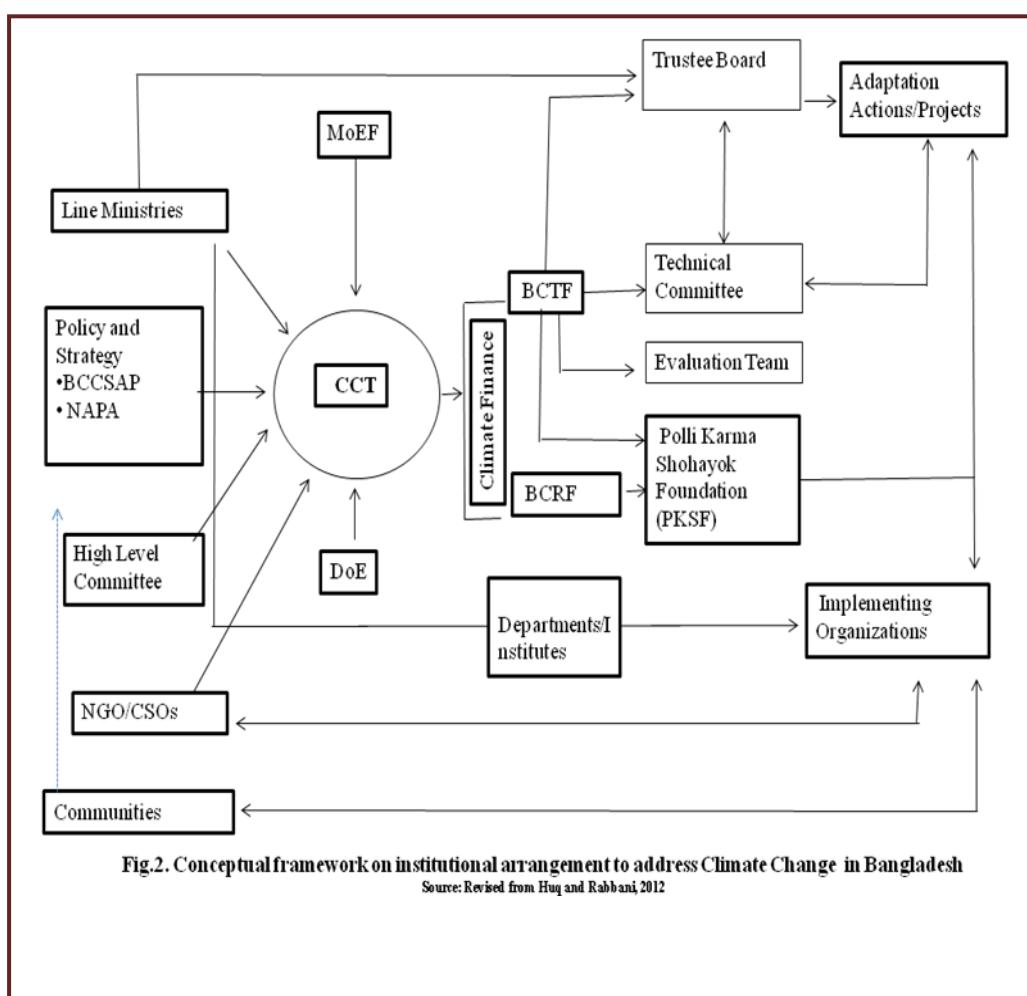 Trustee Board
Adaptation
Actions/Projects
MoEF
Line Ministries
BCTF
Technical
Committee
Policy and
Strategy
•BCCSAP
• NAPA
CCT
Climate Finance
Evaluation Team
Polli Karma
Shohayok
Foundation
(PKSF)
BCRF
High Level
Committee
DoE
Departments/I
nstitutes
Implementing
Organizations
NGO/CSOs
Communities
Fig.2. Conceptual framework on institutional arrangement to address Climate Change in Bangladesh
Source: Revised from Huq and Rabbani, 2012